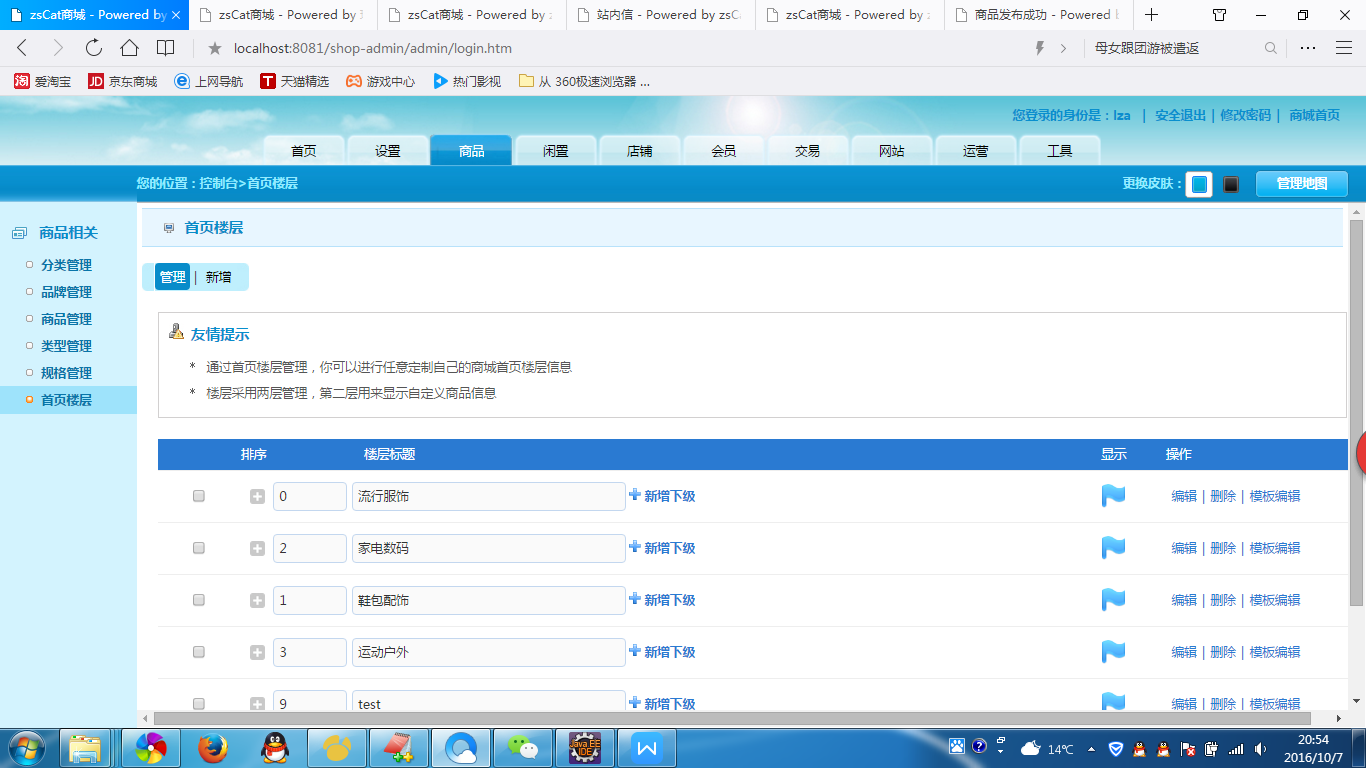 zsCat商城 - Powered by zs zsCat商城 - Powered by zsCat商城 - Powered by 站内信 - Powered by zsCa zsCat商城 - Powered by 商品发布成功 - Powered
localhost:8081/shop-admin/admin/login.htm 母女跟团游被遣返
淘 爱淘宝 JD 京东商城 上网导航 T 天猫精选 游戏中心 热门影视 从 360极速浏览器 ...
您登录的身份是：lza | 安全退出 | 修改密码 | 商城首页
首页 设置 商品 闲置 店铺 会员 交易 网站 运营 工具
您的位置：控制台>首页楼层 更换皮肤： 管理地图
商品相关
分类管理
品牌管理
商品管理
类型管理
规格管理
首页楼层
首页楼层
管理 | 新增
友情提示
* 通过首页楼层管理，你可以进行任意定制自己的商城首页楼层信息
* 楼层采用两层管理，第二层用来显示自定义商品信息
排序 楼层标题 显示 操作
0 流行服饰 新增下级 编辑 | 删除 | 模板编辑
2 家电数码 新增下级 编辑 | 删除 | 模板编辑
1 鞋包配饰 新增下级 编辑 | 删除 | 模板编辑
3 运动户外 新增下级 编辑 | 删除 | 模板编辑
9 test 新增下级 编辑 | 删除 | 模板编辑
Java EE IDE W
14℃
20:54
2016/10/7